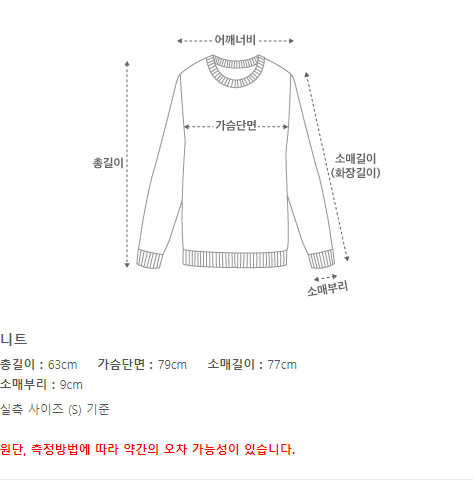 어깨너비
가슴단면
총길이
소매길이
(화장길이)
소매부리
니트
총길이 : 63cm 가슴단면 : 79cm 소매길이 : 77cm
소매부리 : 9cm
실측 사이즈 (S) 기준
원단, 측정방법에 따라 약간의 오차 가능성이 있습니다.